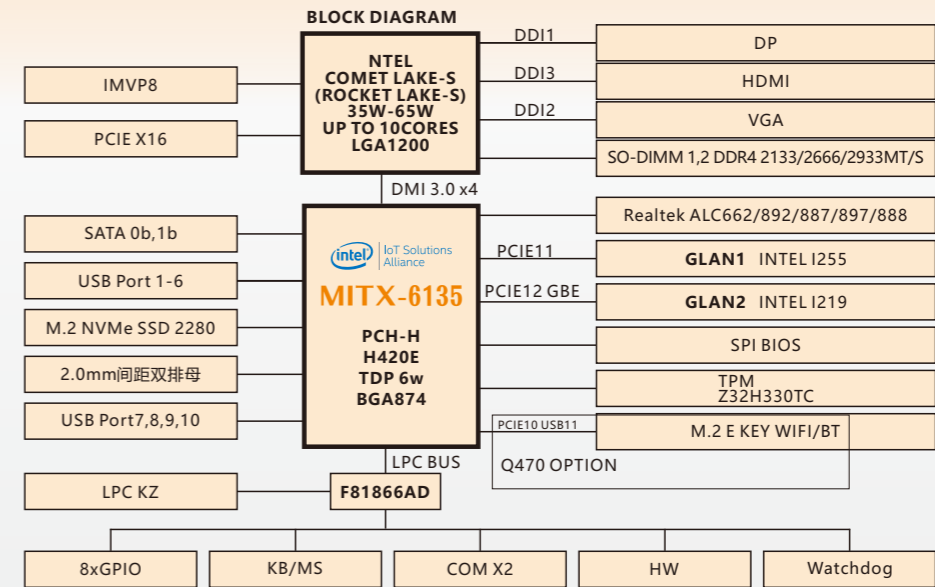 BLOCK DIAGRAM
NTEL
COMET LAKE-S
(ROCKET LAKE-S)
35W-65W
UP TO 10CORES
LGA1200
IMVP8
PCIE X16
DDI1
DP
DDI3
HDMI
DDI2
VGA
SO-DIMM 1,2 DDR4 2133/2666/2933MT/S
DMI 3.0 x4
intel IoT Solutions
Alliance
MITX-6135
PCH-H
H420E
TDP 6w
BGA874
SATA 0b,1b
USB Port 1-6
M.2 NVMe SSD 2280
2.0mm间距双排母
USB Port7,8,9,10
Realtek ALC662/892/887/897/888
PCIE11
GLAN1 INTEL I255
PCIE12 GBE
GLAN2 INTEL I219
SPI BIOS
TPM
Z32H330TC
PCIE10 USB11
M.2 E KEY WIFI/BT
Q470 OPTION
LPC BUS
LPC KZ
F81866AD
8xGPIO
KB/MS
COM X2
HW
Watchdog